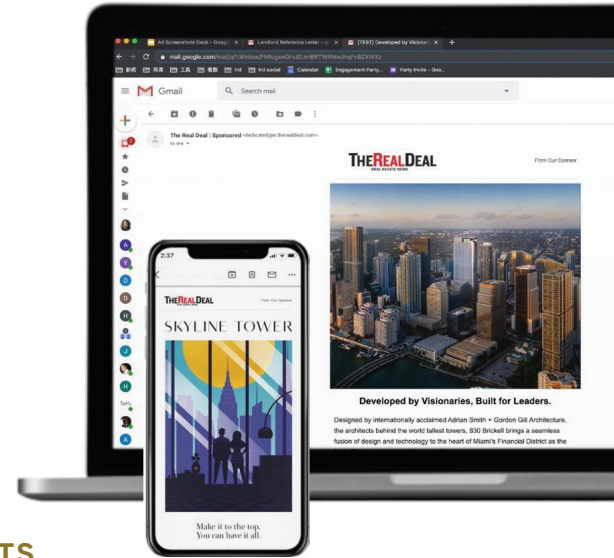 Ad Screenshots Deck - Google
Landlord Reference Letter -
[TEST] Developed by Visionar
mail.google.com
trd
trd social
Calendar
Engagement Party...
Party Invite - Goo...
Gmail
Search mail
The Real Deal | Sponsored
to me
THEREALDEAL
REAL ESTATE NEWS
From Our Sponsor
Developed by Visionaries, Built for Leaders.
Designed by internationally acclaimed Adrian Smith + Gordon Gill Architecture,
the architects behind the world tallest towers, 830 Brickell brings a seamless
fusion of design and technology to the heart of Miami's Financial District as the
2:37
THEREALDEAL
From Our Sponsor
SKYLINE TOWER
Make it to the top.
You can have it all.
TS